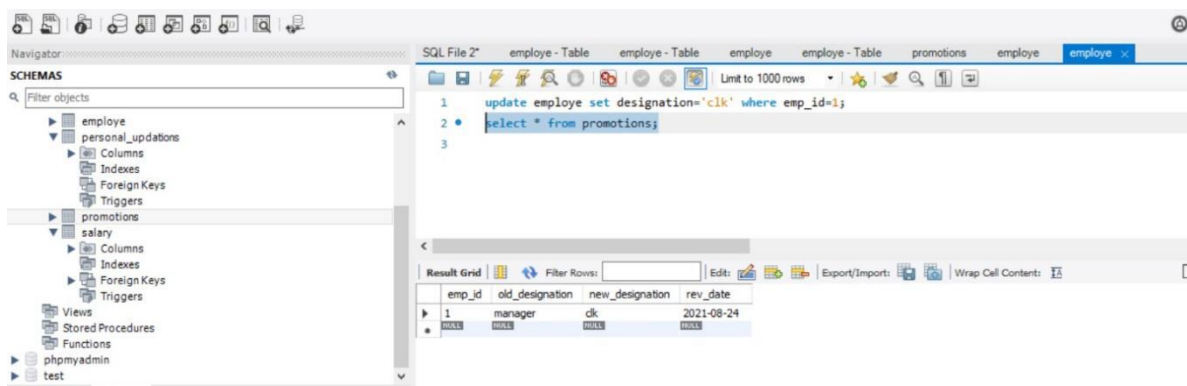 Navigator
SCHEMAS
Filter objects
employe
personal_updations
Columns
Indexes
Foreign Keys
Triggers
promotions
salary
Columns
Indexes
Foreign Keys
Triggers
Views
Stored Procedures
Functions
phpmyadmin
test
SQL File 2* employe - Table employe - Table employe employe - Table promotions employe employe ×
Limit to 1000 rows
1 update employe set designation='clk' where emp_id=1;
2 select * from promotions;
3
Result Grid Filter Rows: Edit: Export/Import: Wrap Cell Content:
emp_id old_designation new_designation rev_date
1 manager clk 2021-08-24
NULL NULL NULL NULL